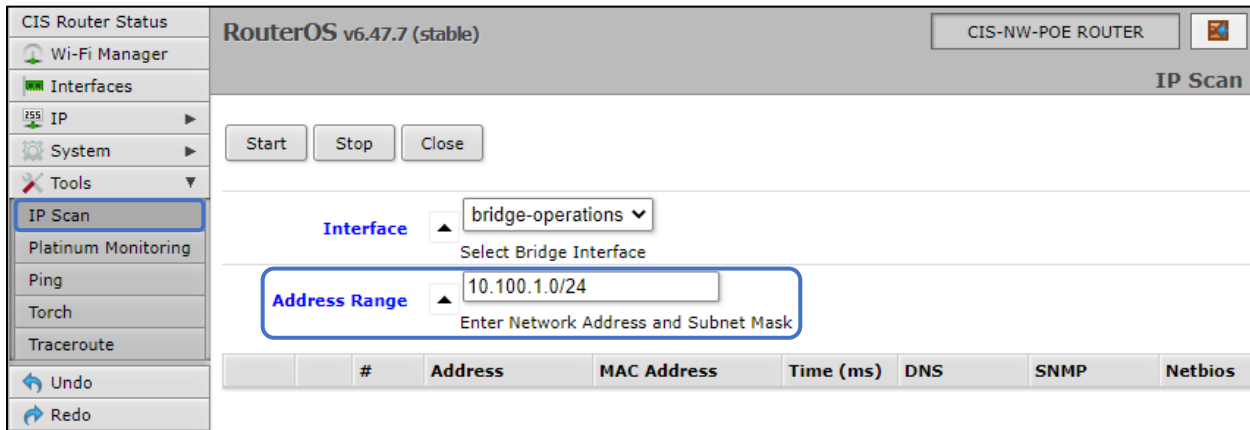 CIS Router Status
Wi-Fi Manager
Interfaces
255 IP
System
Tools
IP Scan
Platinum Monitoring
Ping
Torch
Traceroute
Undo
Redo
RouterOS v6.47.7 (stable)
CIS-NW-POE ROUTER
IP Scan
Start Stop Close
Interface bridge-operations
Select Bridge Interface
Address Range 10.100.1.0/24
Enter Network Address and Subnet Mask
# Address MAC Address Time (ms) DNS SNMP Netbios